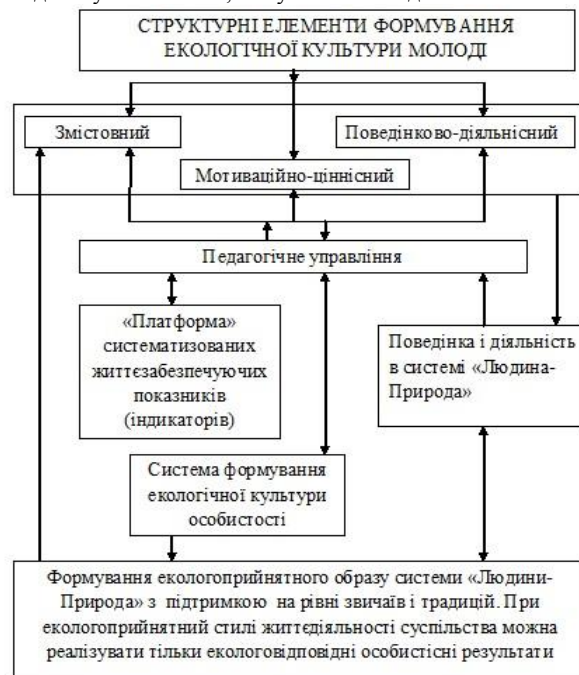 СТРУКТУРНІ ЕЛЕМЕНТИ ФОРМУВАННЯ
ЕКОЛОГІЧНОЇ КУЛЬТУРИ МОЛОДІ
Змістовний
Поведінково-діяльнісний
Мотиваційно-ціннісний
Педагогічне управління
«Платформа»
систематизованих
життєзабезпечуючих
показників
(індикаторів)
Поведінка і діяльність
в системі «Людина-
Природа»
Система формування
екологічної культури
особистості
Формування екологоприйнятного образу системи «Людини-
Природа» з підтримкою на рівні звичаїв і традицій. При
екологоприйнятний стилі життєдіяльності суспільства можна
реалізувати тільки екологовідповідні особистісні результати